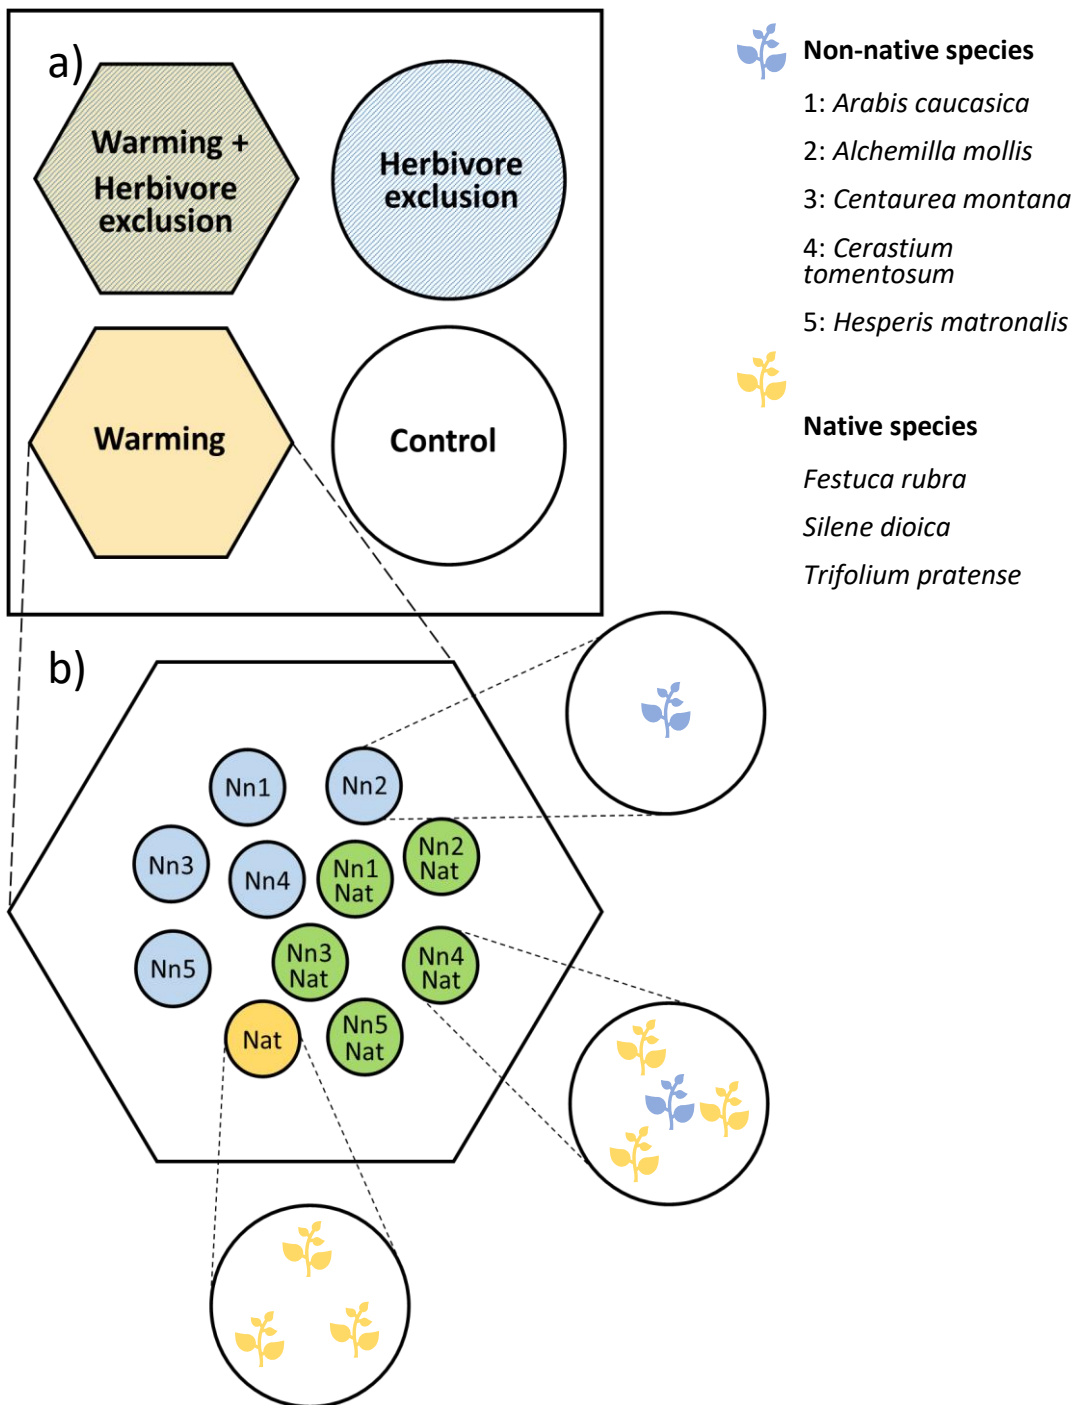 a)
Warming +
Herbivore
exclusion
Herbivore
exclusion
Warming
Control
Non-native species
1: Arabis caucasica
2: Alchemilla mollis
3: Centaurea montana
4: Cerastium
tomentosum
5: Hesperis matronalis
Native species
Festuca rubra
Silene dioica
Trifolium pratense
b)
Nn1
Nn2
Nn3
Nn4
Nn1
Nat
Nn2
Nat
Nn5
Nn3
Nat
Nn4
Nat
Nat
Nn5
Nat